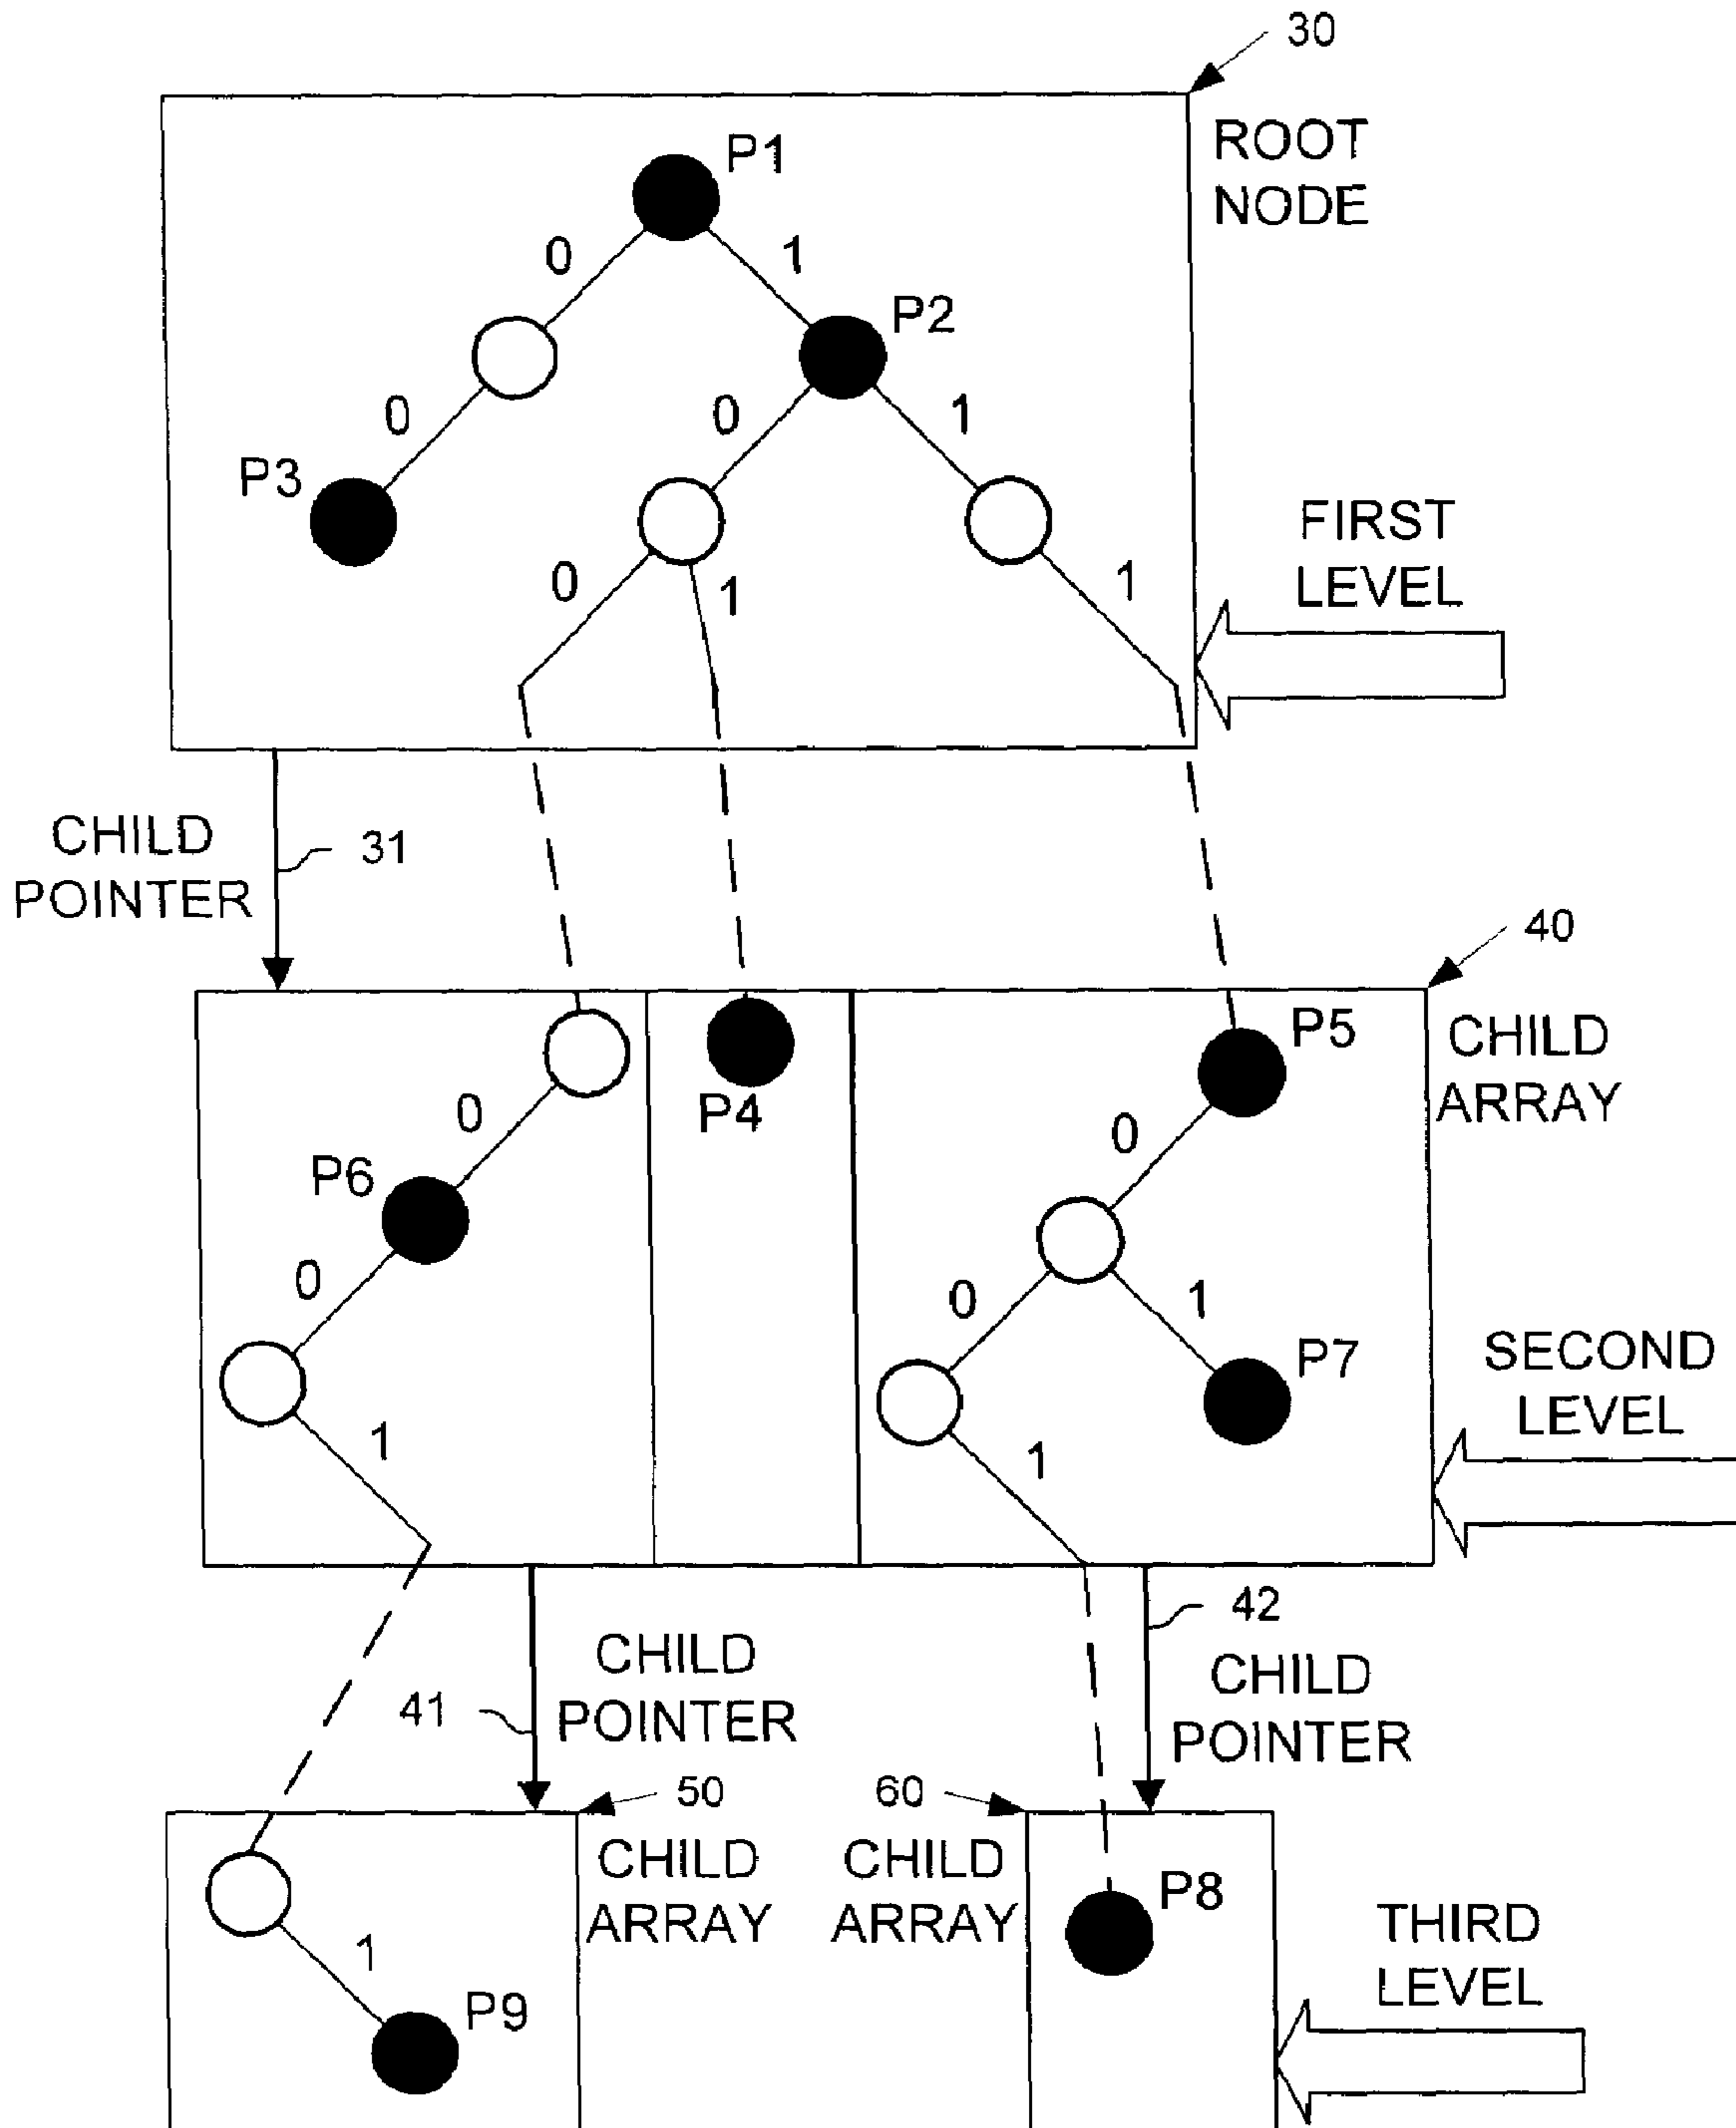 30
ROOT
NODE
P1
0
1
P2
0
0
1
P3
FIRST
LEVEL
0
1
1
CHILD
POINTER
31
40
CHILD
ARRAY
P5
P4
0
0
P6
0
0
1
P7
SECOND
LEVEL
1
1
42
CHILD
POINTER
41
CHILD
POINTER
50
CHILD
ARRAY
60
CHILD
ARRAY
P8
1
P9
THIRD
LEVEL